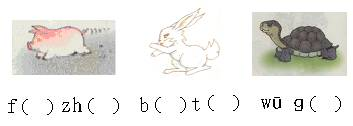 f( ) zh( ) b( ) t( ) wū g( )